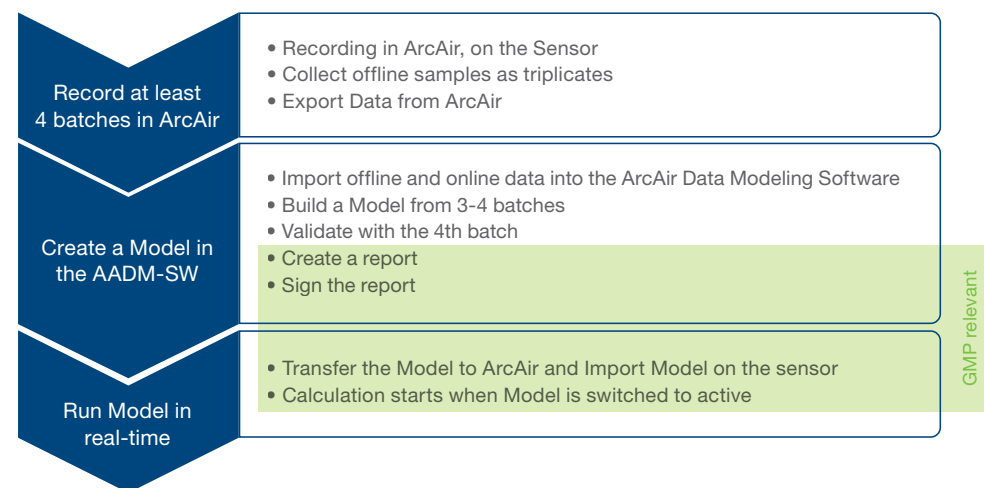 Record at least
4 batches in ArcAir
• Recording in ArcAir, on the Sensor
• Collect offline samples as triplicates
• Export Data from ArcAir
Create a Model in
the AADM-SW
• Import offline and online data into the ArcAir Data Modeling Software
• Build a Model from 3-4 batches
• Validate with the 4th batch
• Create a report
• Sign the report
Run Model in
real-time
• Transfer the Model to ArcAir and Import Model on the sensor
• Calculation starts when Model is switched to active
GMP relevant